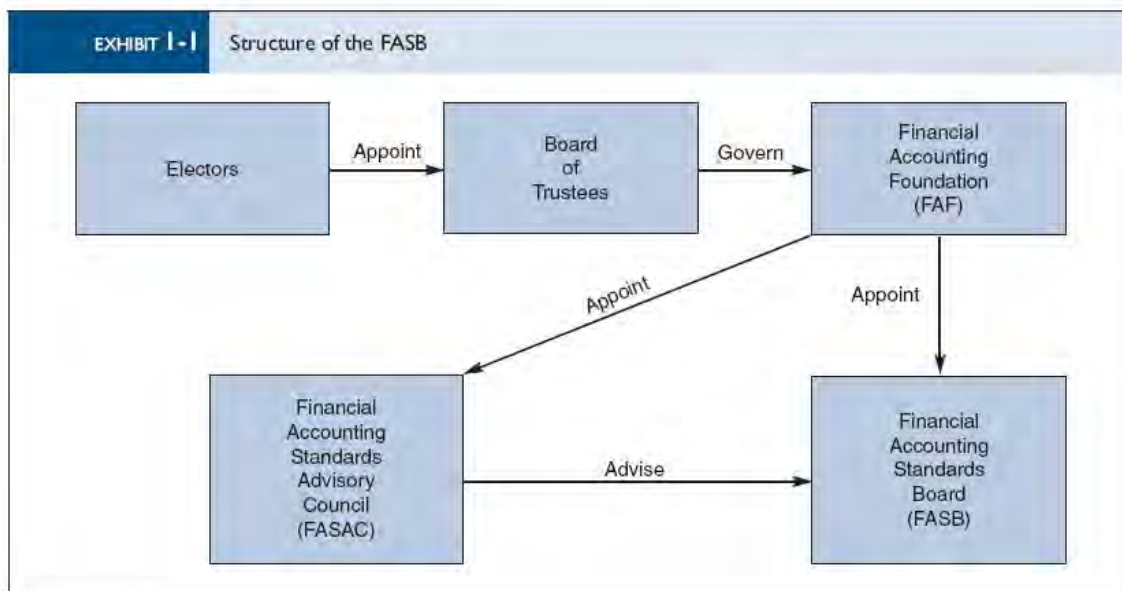 EXHIBIT 1-1 Structure of the FASB
Electors
Appoint
Board
of
Trustees
Govern
Financial
Accounting
Foundation
(FAF)
Appoint
Appoint
Financial
Accounting
Standards
Advisory
Council
(FASAC)
Advise
Financial
Accounting
Standards
Board
(FASB)